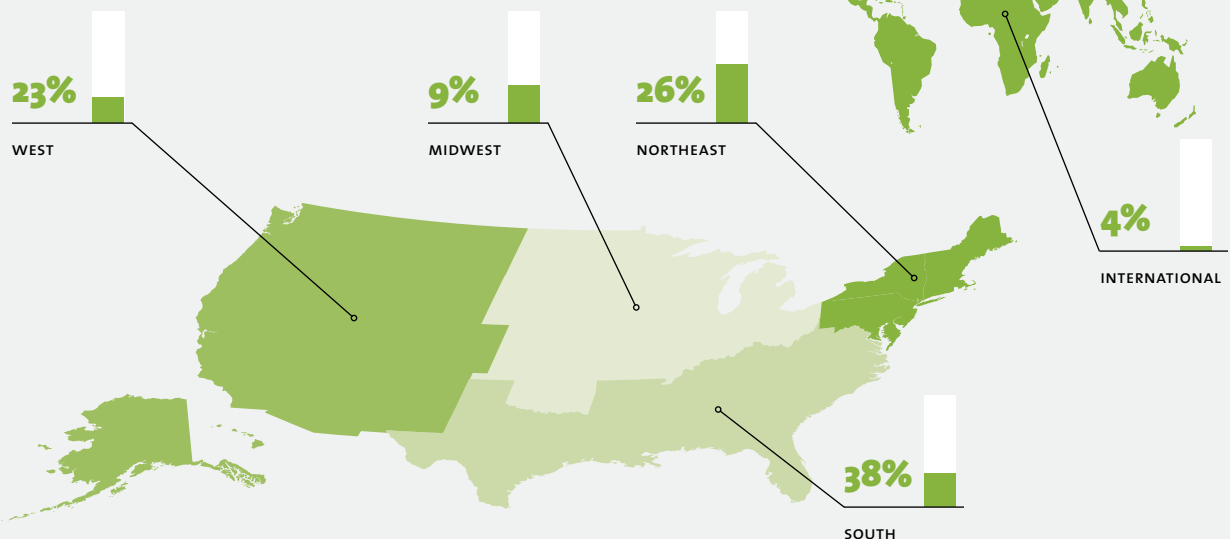 23%
WEST
9%
MIDWEST
26%
NORTHEAST
4%
INTERNATIONAL
38%
SOUTH